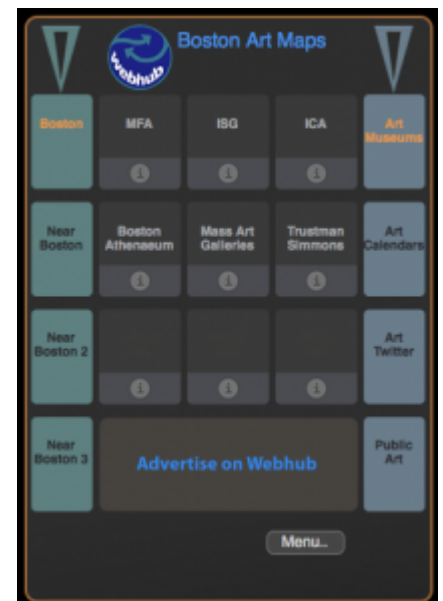 webhub
Boston Art Maps
Boston
MFA
ISG
ICA
Art
Museums
Near
Boston
Boston
Athenaeum
Mass Art
Galleries
Trustman
Simmons
Art
Calendars
Near
Boston 2
Art
Twitter
Near
Boston 3
Advertise on Webhub
Public
Art
Menu...